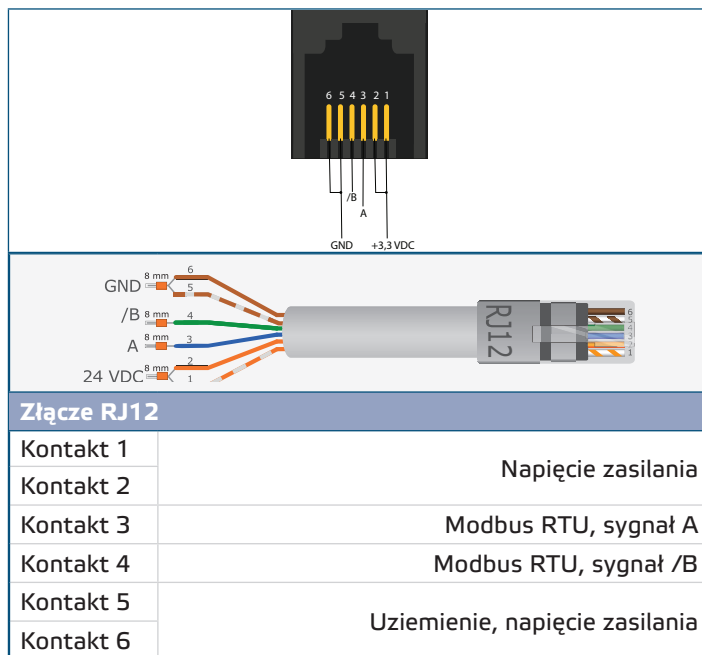 6 5 4 3 2 1
/B
A
GND +3,3 VDC
GND 8 mm 6
5
/B 8 mm 4
A 8 mm 3
24 VDC 8 mm 2
1
RJ12
6
5
4
3
2
1
Złącze RJ12
Kontakt 1
Napięcie zasilania
Kontakt 2
Kontakt 3 Modbus RTU, sygnał A
Kontakt 4 Modbus RTU, sygnał /B
Kontakt 5
Uziemienie, napięcie zasilania
Kontakt 6